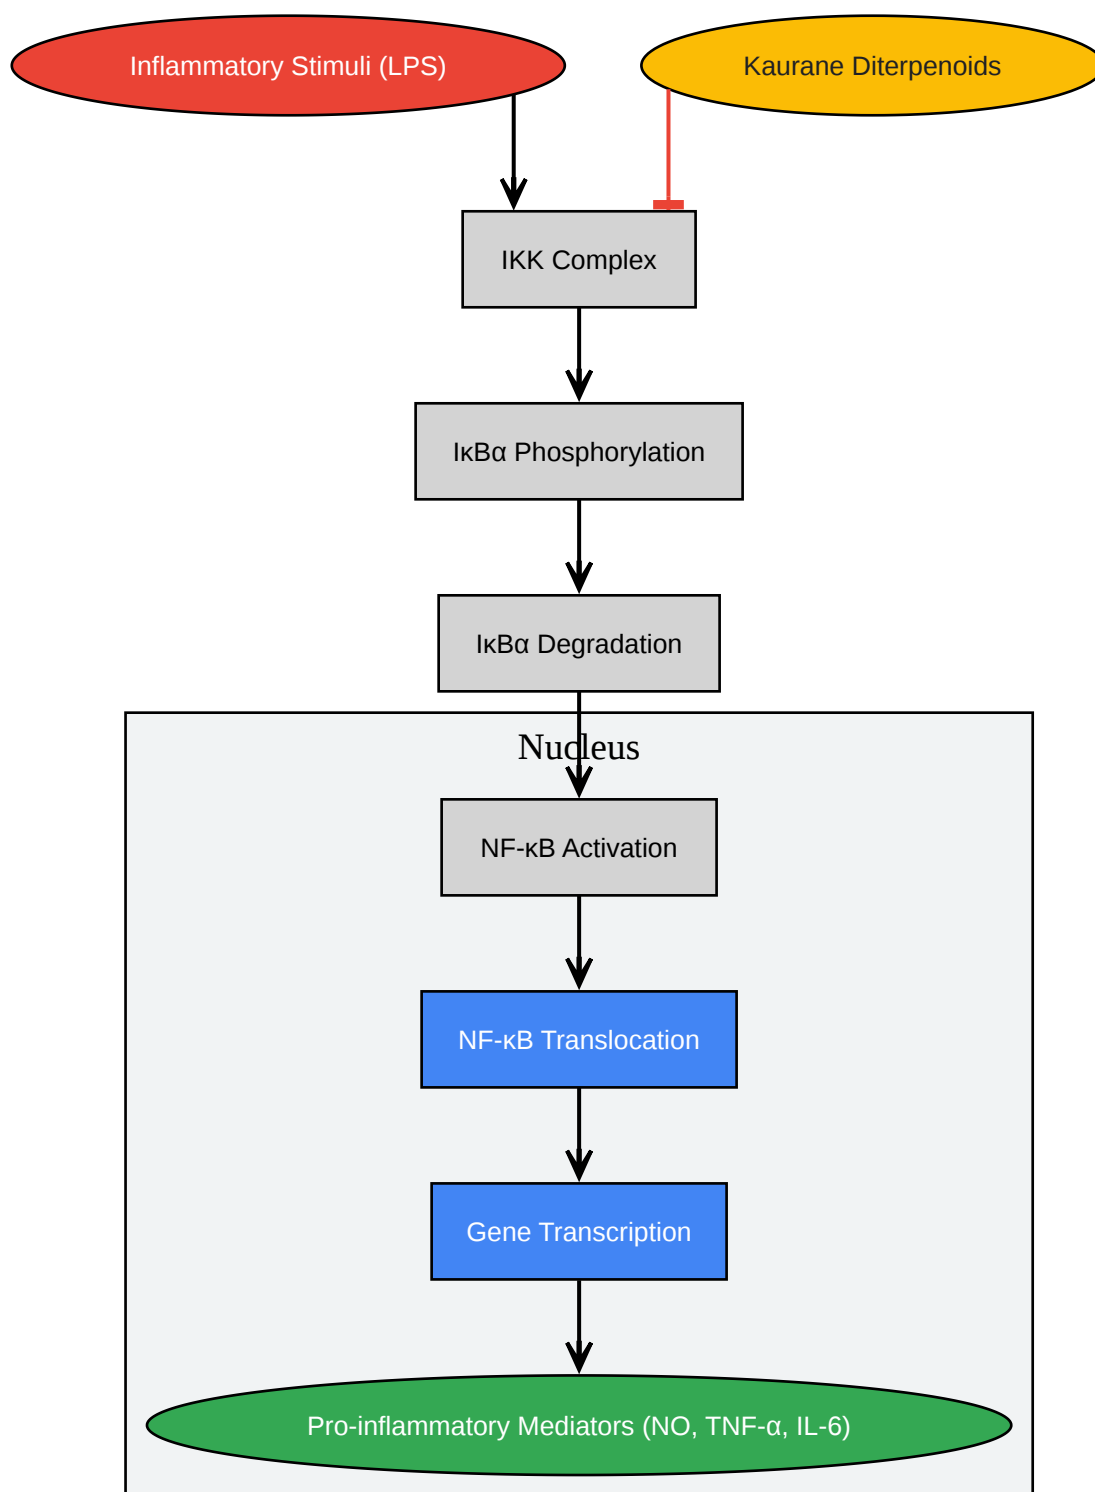 Inflammatory Stimuli (LPS)
Kaurane Diterpenoids
IKK Complex
IκBα Phosphorylation
IκBα Degradation
Nucleus
NF-κB Activation
NF-κB Translocation
Gene Transcription
Pro-inflammatory Mediators (NO, TNF-α, IL-6)